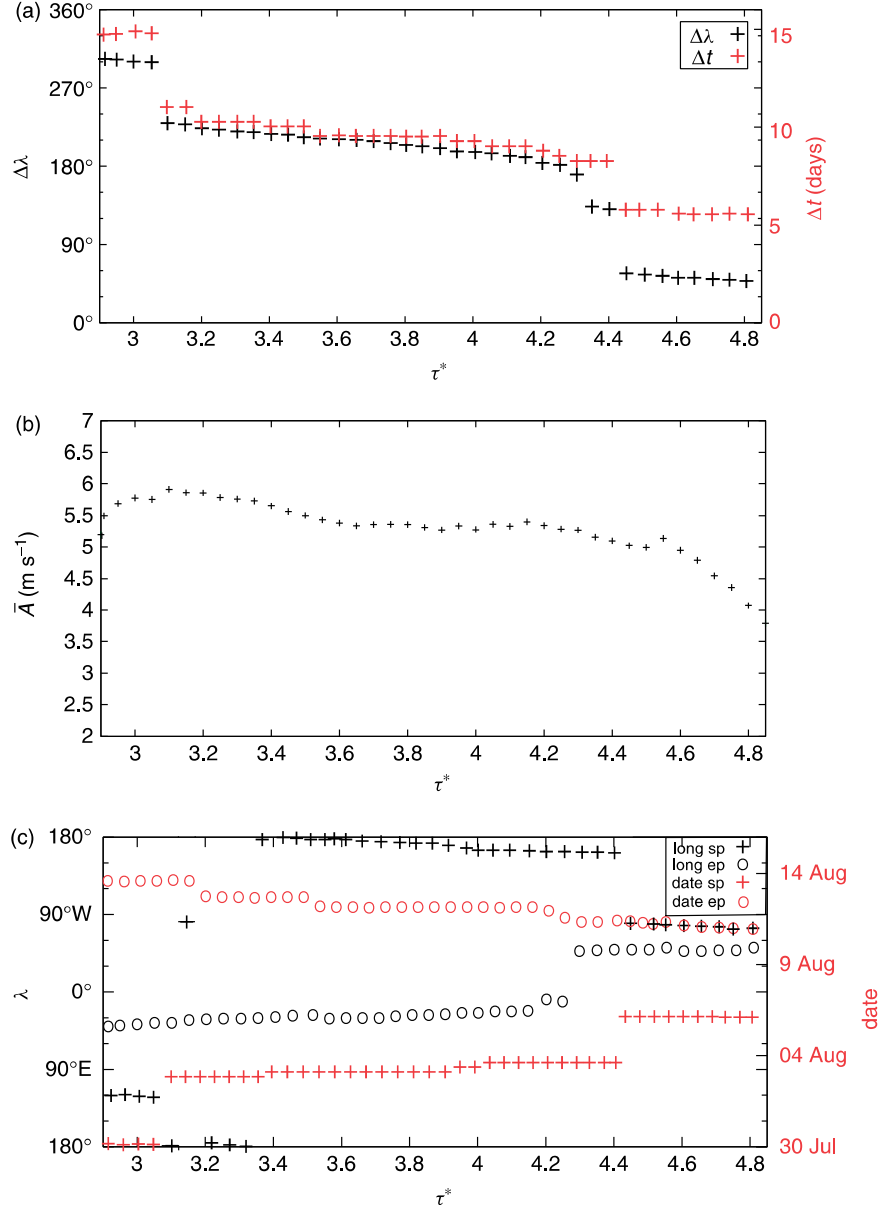 (a)
360°
270°
180°
90°
0°
Δλ
Δλ
Δt
15
10
5
0
Δt (days)
3 3.2 3.4 3.6 3.8 4 4.2 4.4 4.6 4.8
τ*
(b)
7
6.5
6
5.5
5
4.5
4
3.5
3
2.5
2
Ā (m s⁻¹)
3 3.2 3.4 3.6 3.8 4 4.2 4.4 4.6 4.8
τ*
(c)
180°
90°W
0°
90°E
180°
λ
long sp
long ep
date sp
date ep
14 Aug
9 Aug
04 Aug
30 Jul
date
3 3.2 3.4 3.6 3.8 4 4.2 4.4 4.6 4.8
τ*